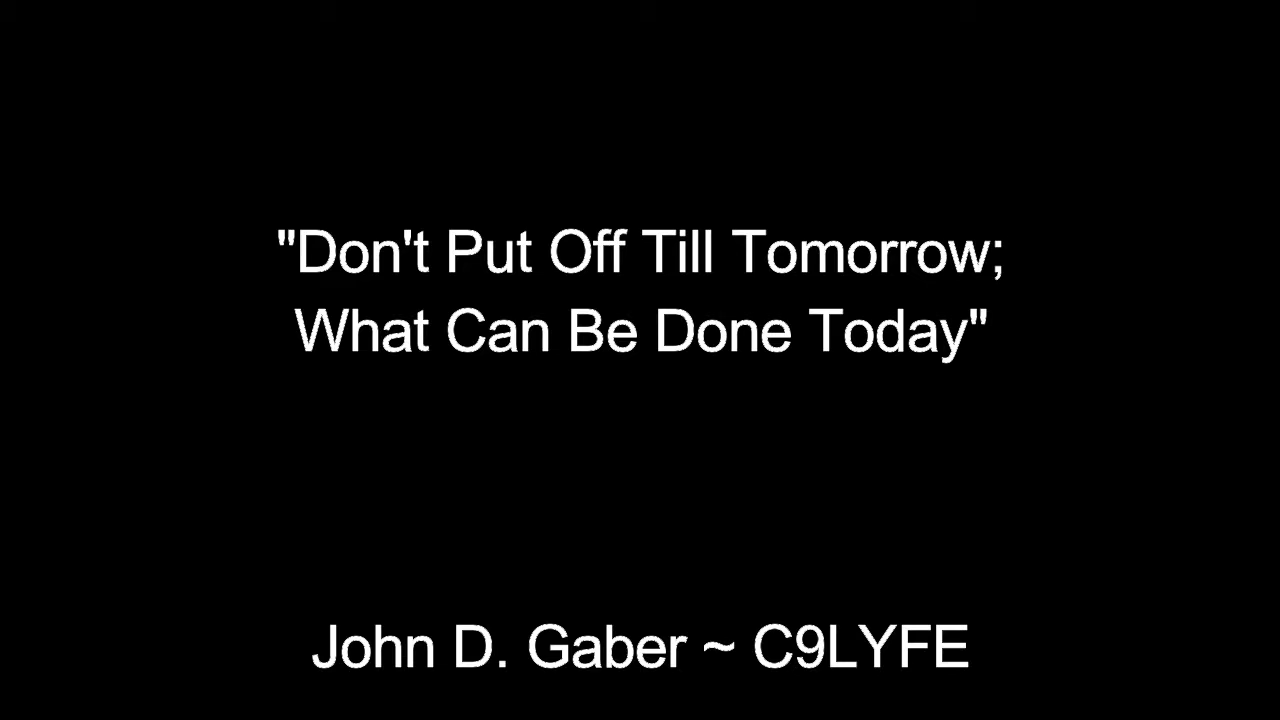 "Don't Put Off Till Tomorrow;
What Can Be Done Today"
John D. Gaber ~ C9LYFE